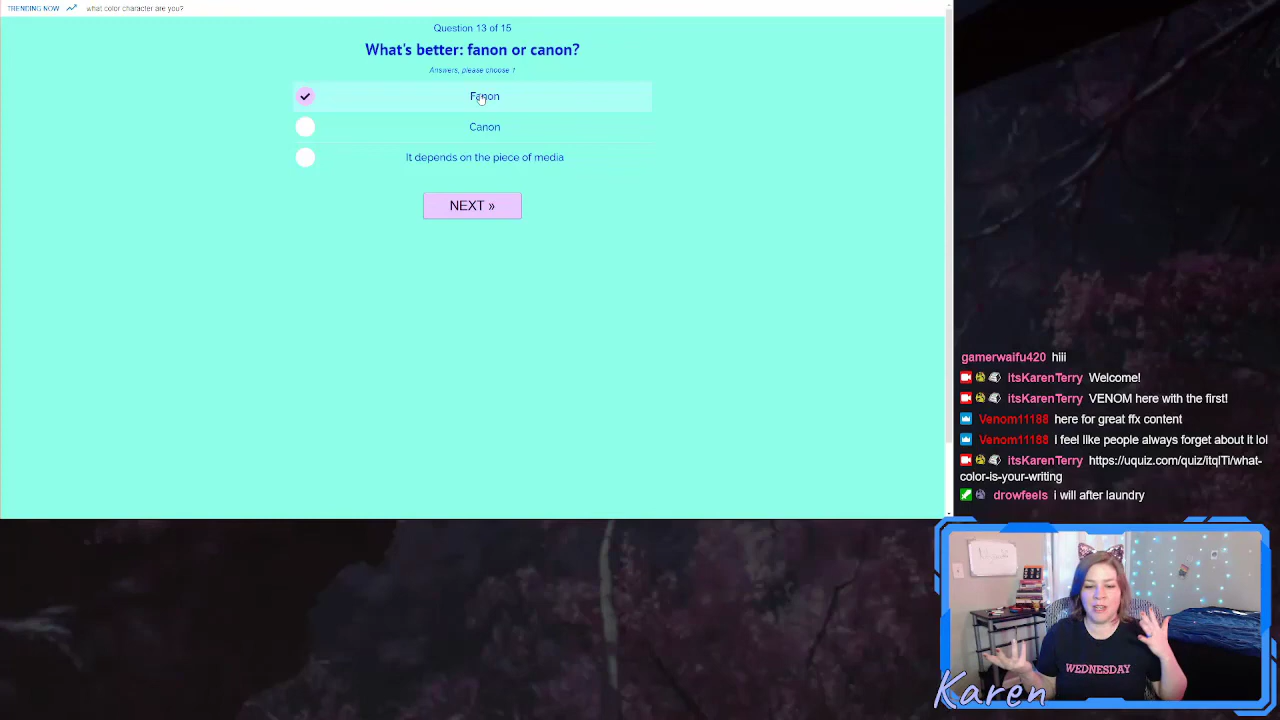 TRENDING NOW what color character are you?
Question 13 of 15
What's better: fanon or canon?
Answers, please choose 1
Fanon
Canon
It depends on the piece of media
NEXT »
gamerwaifu420 hiii
itsKarenTerry Welcome!
itsKarenTerry VENOM here with the first!
Venom11188 here for great ffx content
Venom11188 i feel like people always forget about it lol
itsKarenTerry https://uquiz.com/quiz/itqlTi/what-
color-is-your-writing
drowfeels i will after laundry
WEDNESDAY
Karen